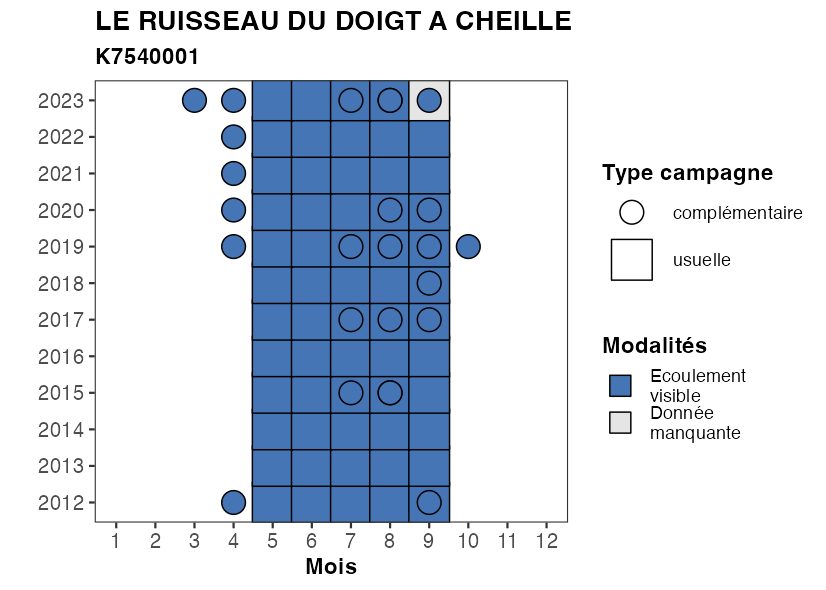 LE RUISSEAU DU DOIGT A CHEILLE
K7540001
2023
2022
2021
2020
2019
2018
2017
2016
2015
2014
2013
2012
1 2 3 4 5 6 7 8 9 10 11 12
Mois
Type campagne
complémentaire
usuelle
Modalités
Ecoulement
visible
Donnée
manquante